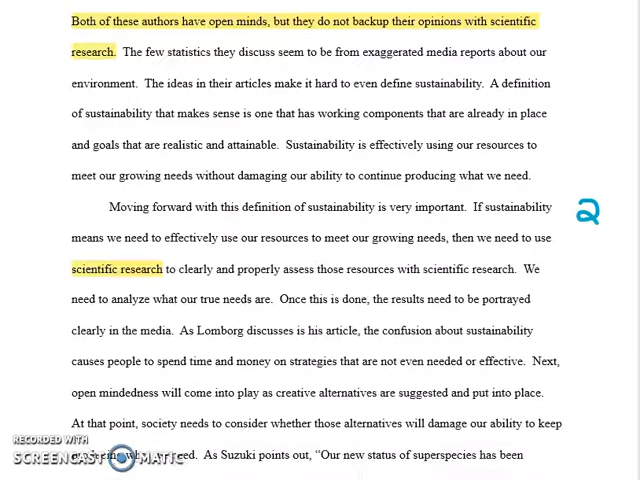 Both of these authors have open minds, but they do not backup their opinions with scientific
research. The few statistics they discuss seem to be from exaggerated media reports about our
environment. The ideas in their articles make it hard to even define sustainability. A definition
of sustainability that makes sense is one that has working components that are already in place
and goals that are realistic and attainable. Sustainability is effectively using our resources to
meet our growing needs without damaging our ability to continue producing what we need.
Moving forward with this definition of sustainability is very important. If sustainability
2
means we need to effectively use our resources to meet our growing needs, then we need to use
scientific research to clearly and properly assess those resources with scientific research. We
need to analyze what our true needs are. Once this is done, the results need to be portrayed
clearly in the media. As Lomborg discusses is his article, the confusion about sustainability
causes people to spend time and money on strategies that are not even needed or effective. Next,
open mindedness will come into play as creative alternatives are suggested and put into place.
At that point, society needs to consider whether those alternatives will damage our ability to keep
RECORDED WITH
need. As Suzuki points out, “Our new status of superspecies has been
SCREENCAST MATIC